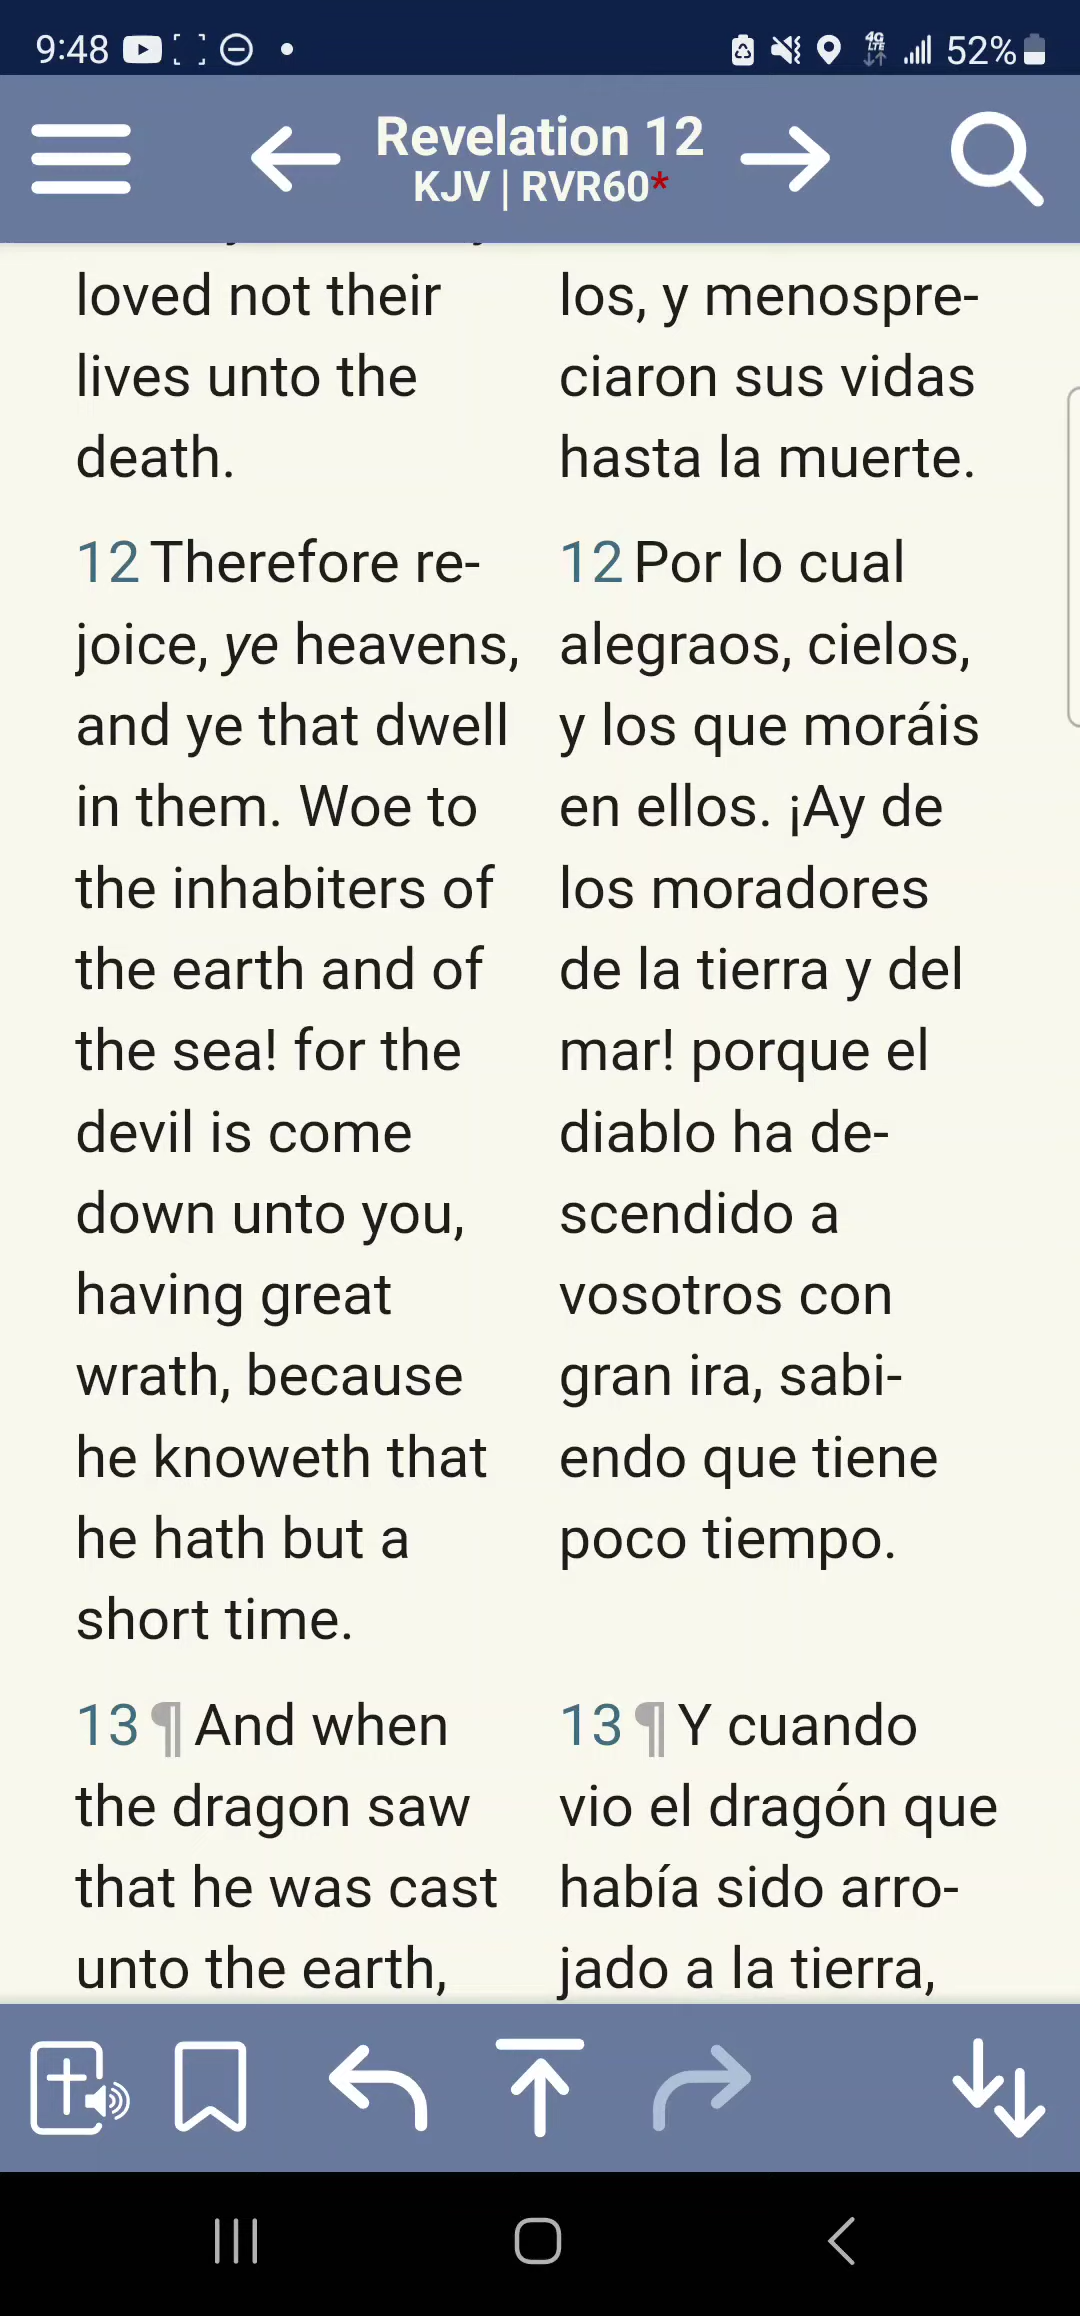 9:48
4G LTE 52%
Revelation 12
KJV | RVR60*
loved not their
lives unto the
death.
12 Therefore re-
joice, ye heavens,
and ye that dwell
in them. Woe to
the inhabiters of
the earth and of
the sea! for the
devil is come
down unto you,
having great
wrath, because
he knoweth that
he hath but a
short time.
13 ¶ And when
the dragon saw
that he was cast
unto the earth,
los, y menospre-
ciaron sus vidas
hasta la muerte.
12 Por lo cual
alegraos, cielos,
y los que moráis
en ellos. ¡Ay de
los moradores
de la tierra y del
mar! porque el
diablo ha de-
scendido a
vosotros con
gran ira, sabi-
endo que tiene
poco tiempo.
13 ¶ Y cuando
vio el dragón que
había sido arro-
jado a la tierra,